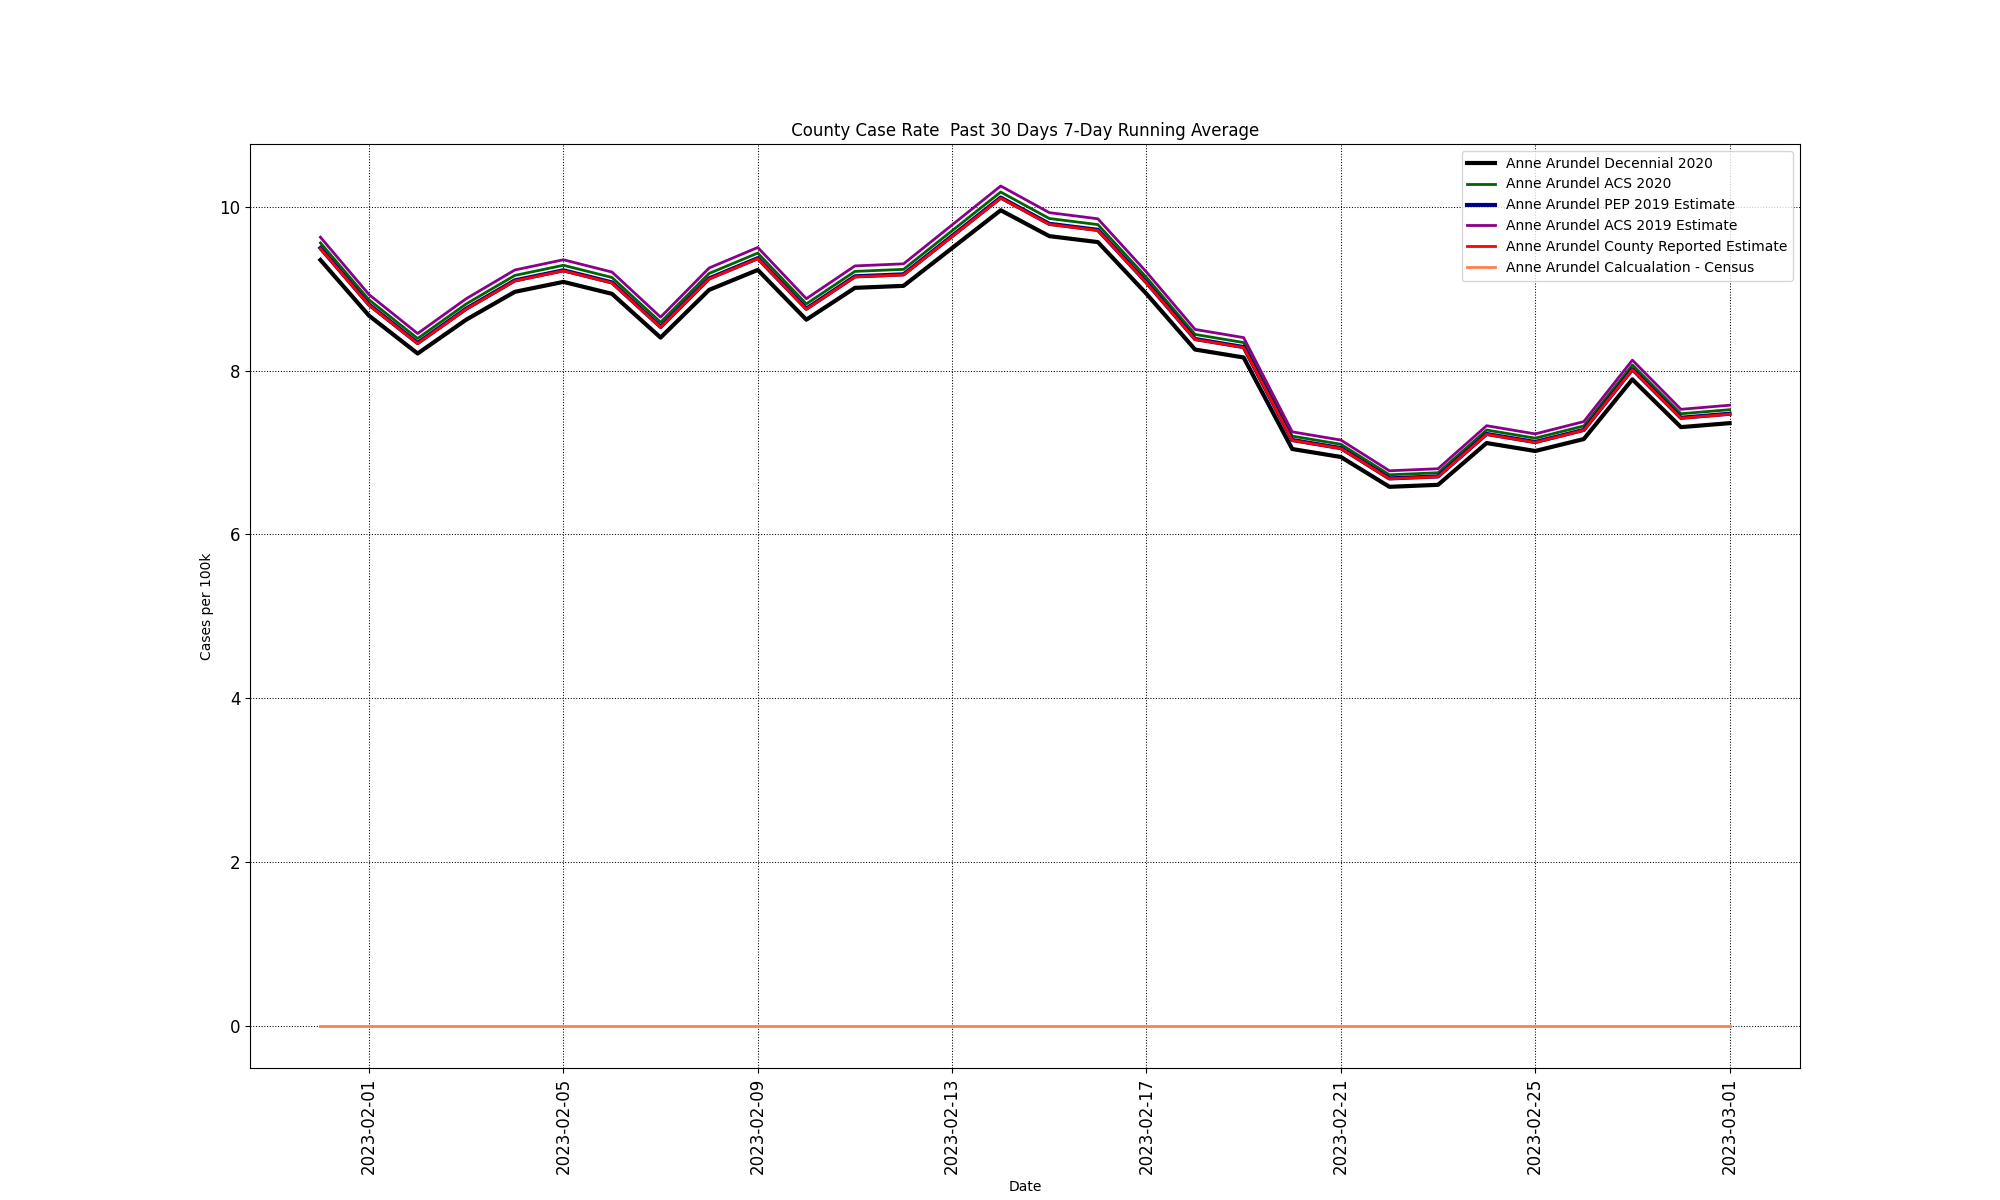 County Case Rate  Past 30 Days 7-Day Running Average
Anne Arundel Decennial 2020
Anne Arundel ACS 2020
Anne Arundel PEP 2019 Estimate
Anne Arundel ACS 2019 Estimate
Anne Arundel County Reported Estimate
Anne Arundel Calcualation - Census
10
8
6
4
2
0
Cases per 100k
2023-02-01
2023-02-05
2023-02-09
2023-02-13
2023-02-17
2023-02-21
2023-02-25
2023-03-01
Date